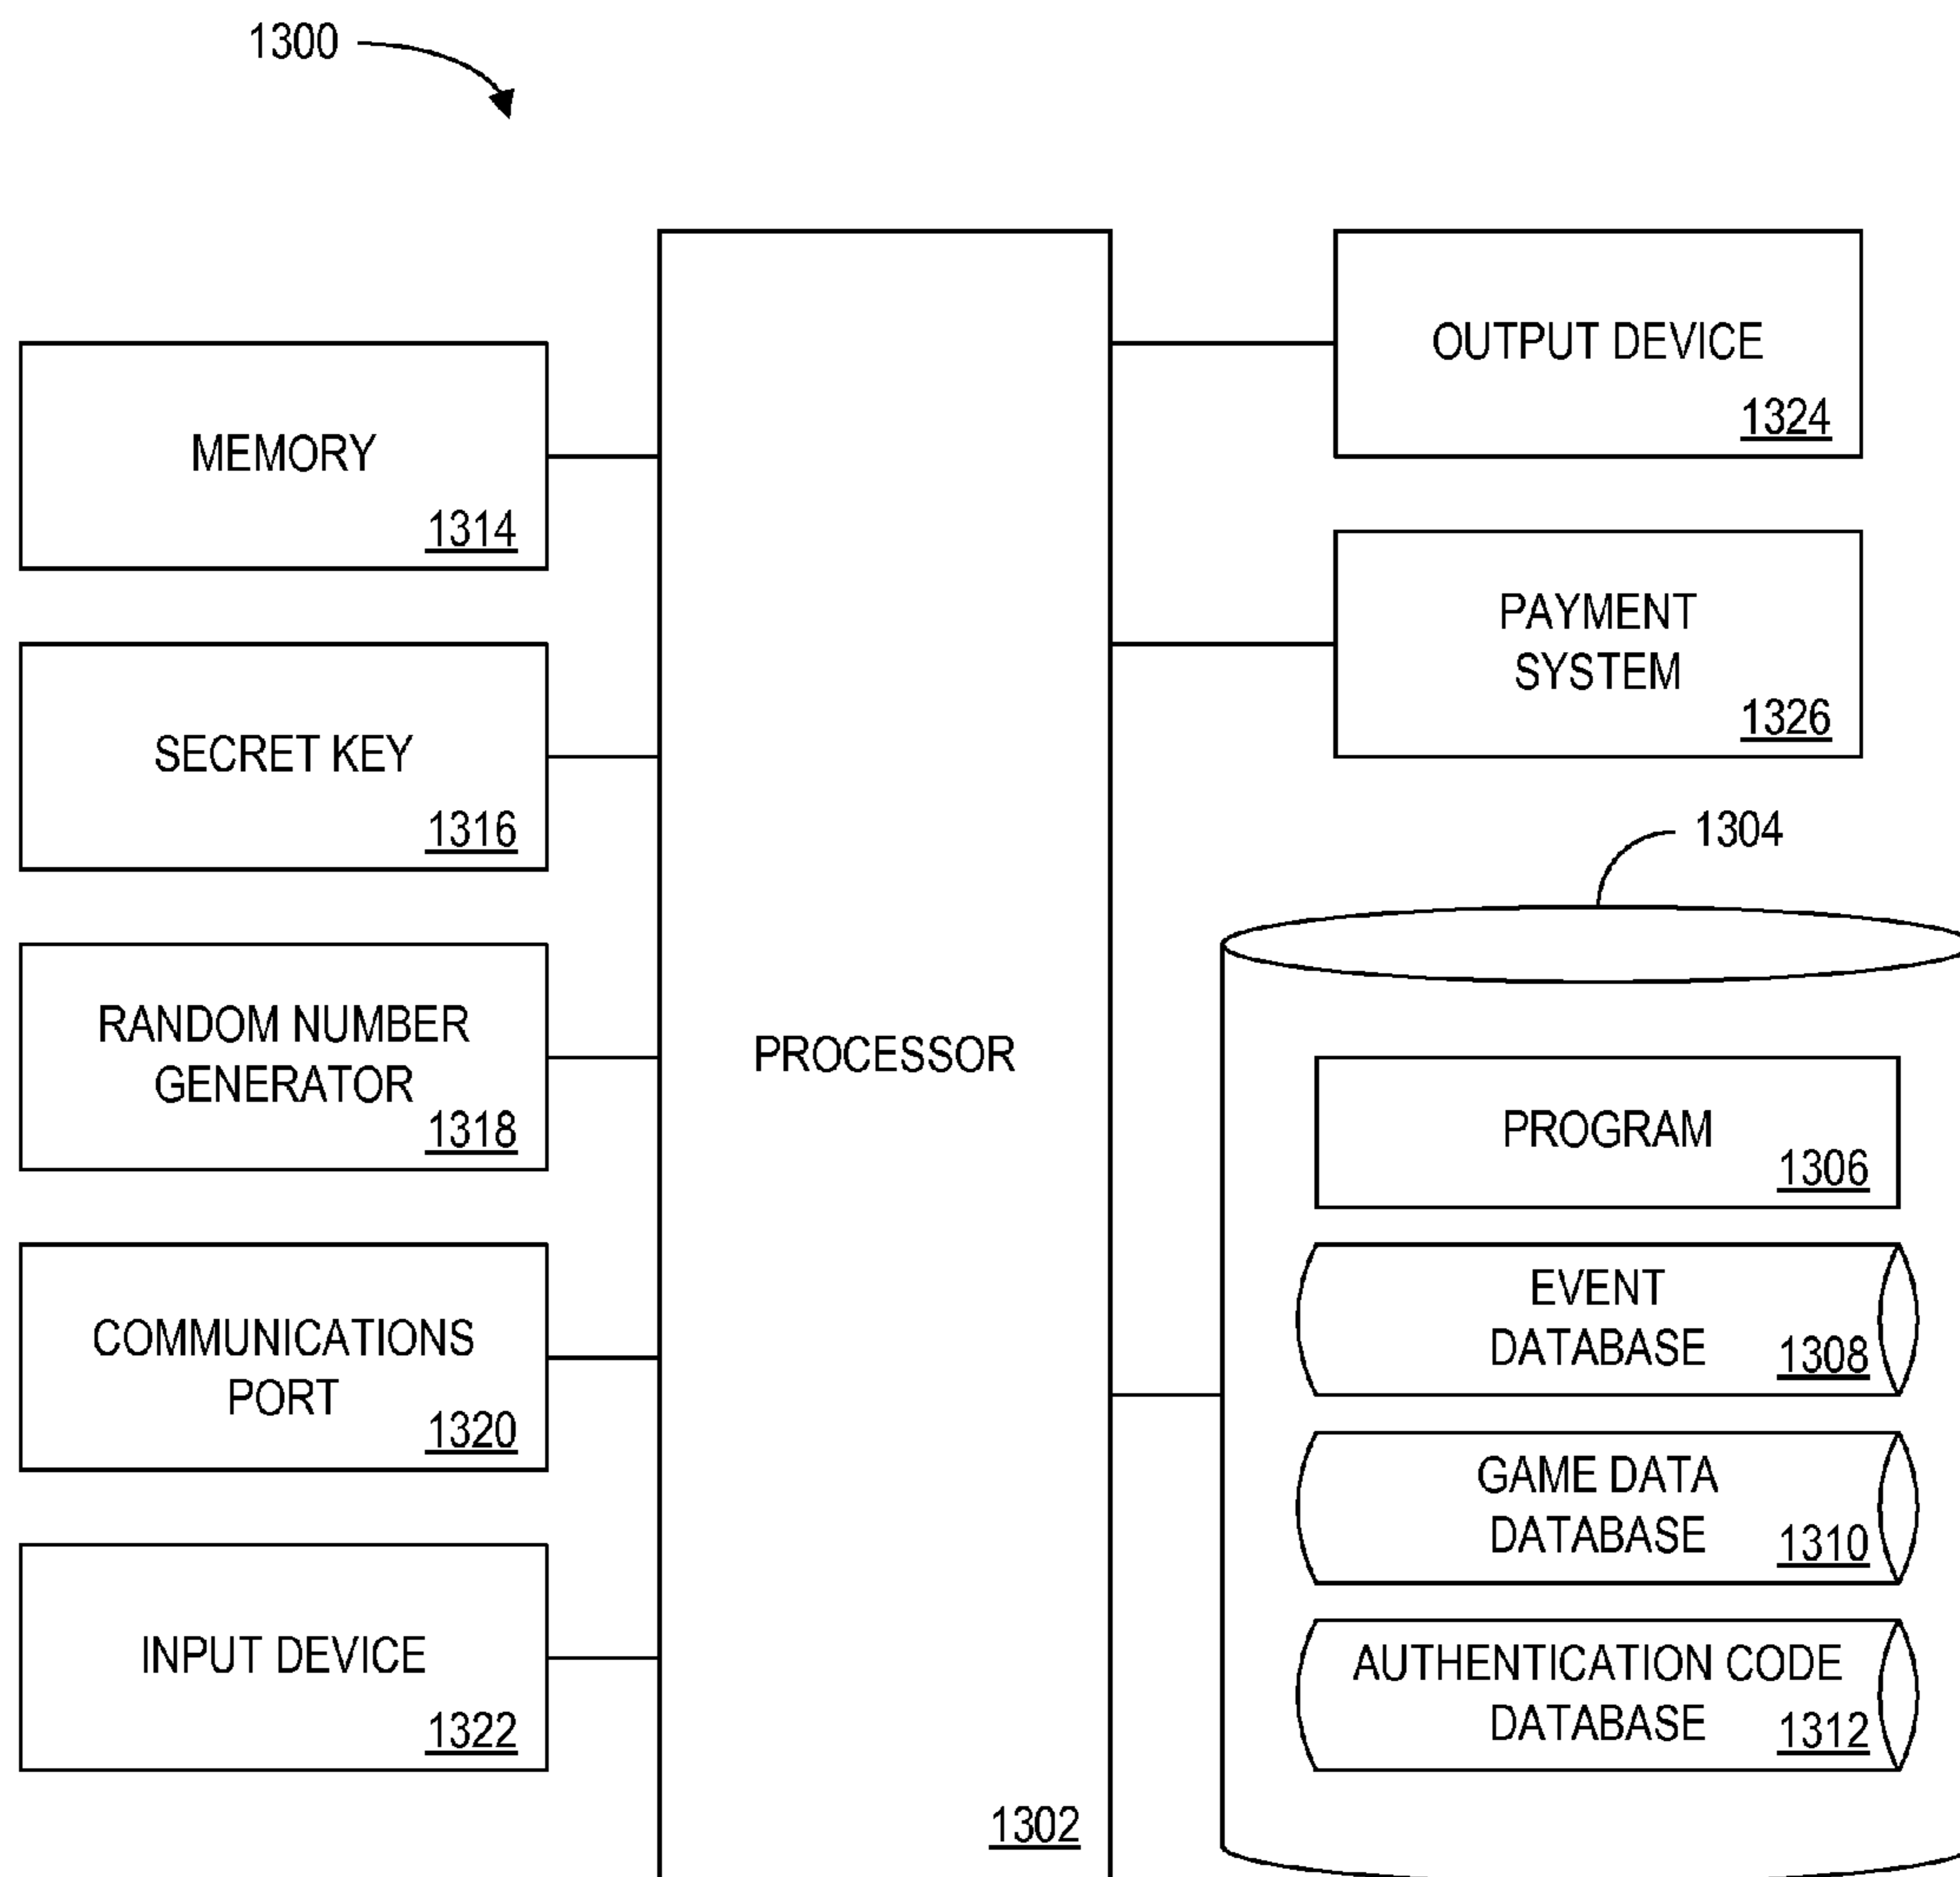 1300
MEMORY
1314
SECRET KEY
1316
RANDOM NUMBER
GENERATOR
1318
COMMUNICATIONS
PORT
1320
INPUT DEVICE
1322
PROCESSOR
1302
OUTPUT DEVICE
1324
PAYMENT
SYSTEM
1326
1304
PROGRAM
1306
EVENT
DATABASE
1308
GAME DATA
DATABASE
1310
AUTHENTICATION CODE
DATABASE
1312